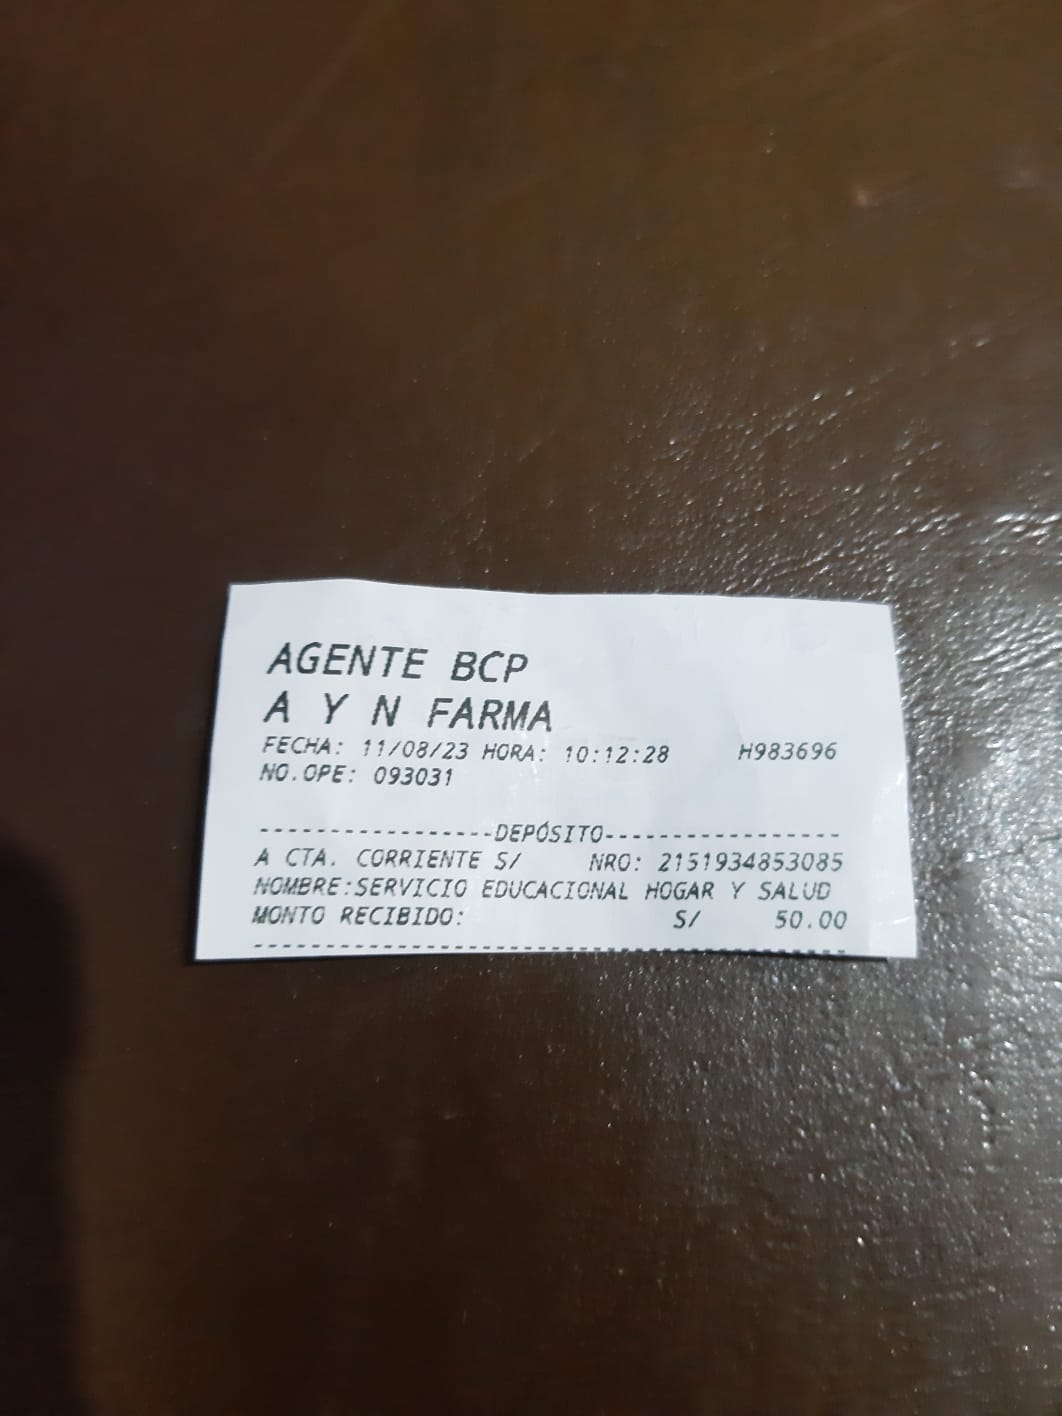 AGENTE BCP
A Y N FARMA
FECHA: 11/08/23 HORA: 10:12:28 H983696
NO.OPE: 093031
-----------------DEPÓSITO-----------------
A CTA. CORRIENTE S/ NRO: 2151934853085
NOMBRE:SERVICIO EDUCACIONAL HOGAR Y SALUD
MONTO RECIBIDO: S/ 50.00
-------------------------------------------